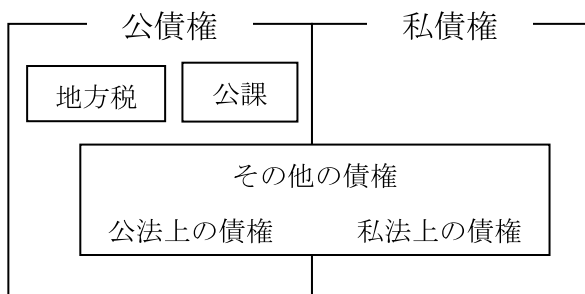 公債権
私債権
地方税
公課
その他の債権
公法上の債権
私法上の債権